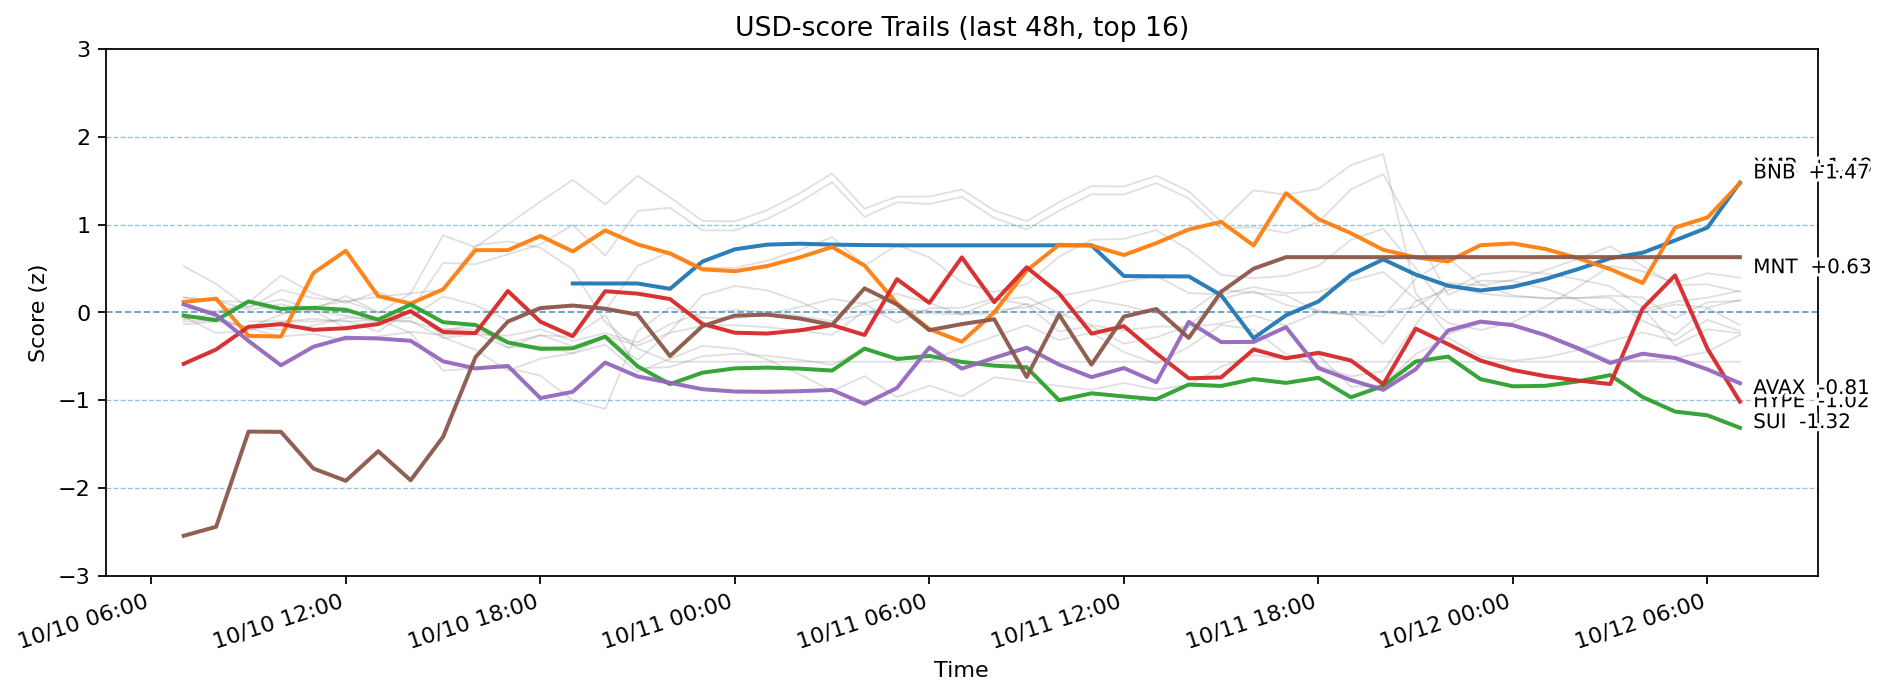 USD-score Trails (last 48h, top 16)
3
2
1
0
−1
−2
−3
Score (z)
BNB +1.47
MNT +0.63
AVAX -0.81
HYPE -1.02
SUI -1.32
10/10 06:00
10/10 12:00
10/10 18:00
10/11 00:00
10/11 06:00
10/11 12:00
10/11 18:00
10/12 00:00
10/12 06:00
Time